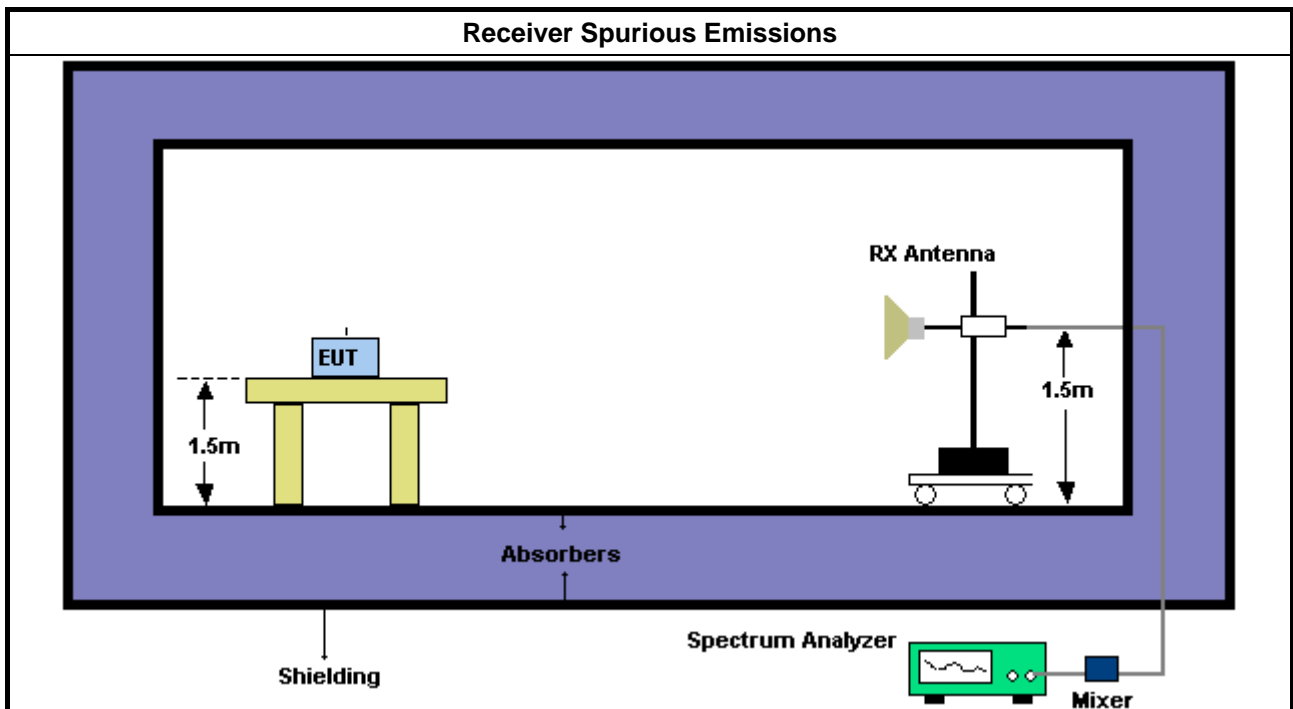 Receiver Spurious Emissions
RX Antenna
EUT
1.5m
1.5m
Absorbers
Spectrum Analyzer
Shielding
Mixer